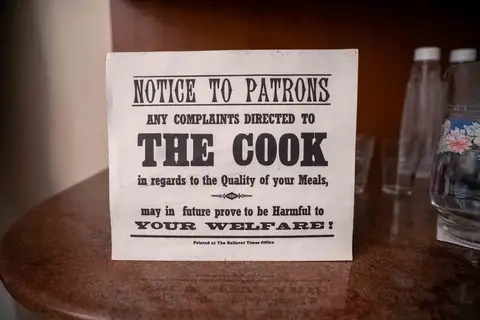 NOTICE TO PATRONS
ANY COMPLAINTS DIRECTED TO
THE COOK
in regards to the Quality of your Meals,
may in future prove to be Harmful to
YOUR WELFARE!
Printed at The Ballarat Times Office